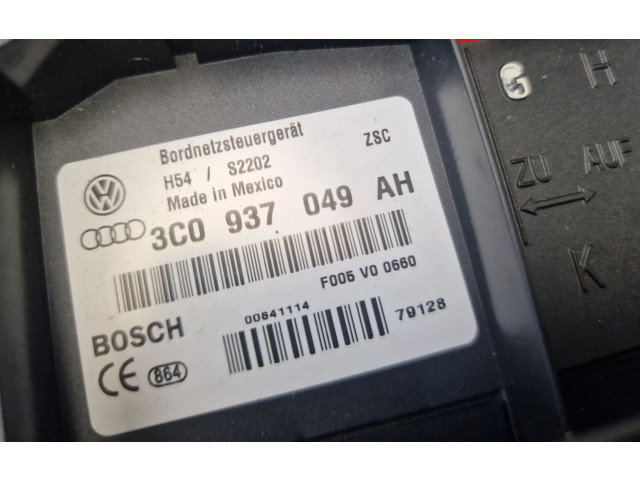 Bordnetzsteuergerät
ZSC
H54 / S2202
Made in Mexico
3C0 937 049 AH
F005 V0 0660
BOSCH
00841114
79128
CE 864
G H
ZU AUF
K